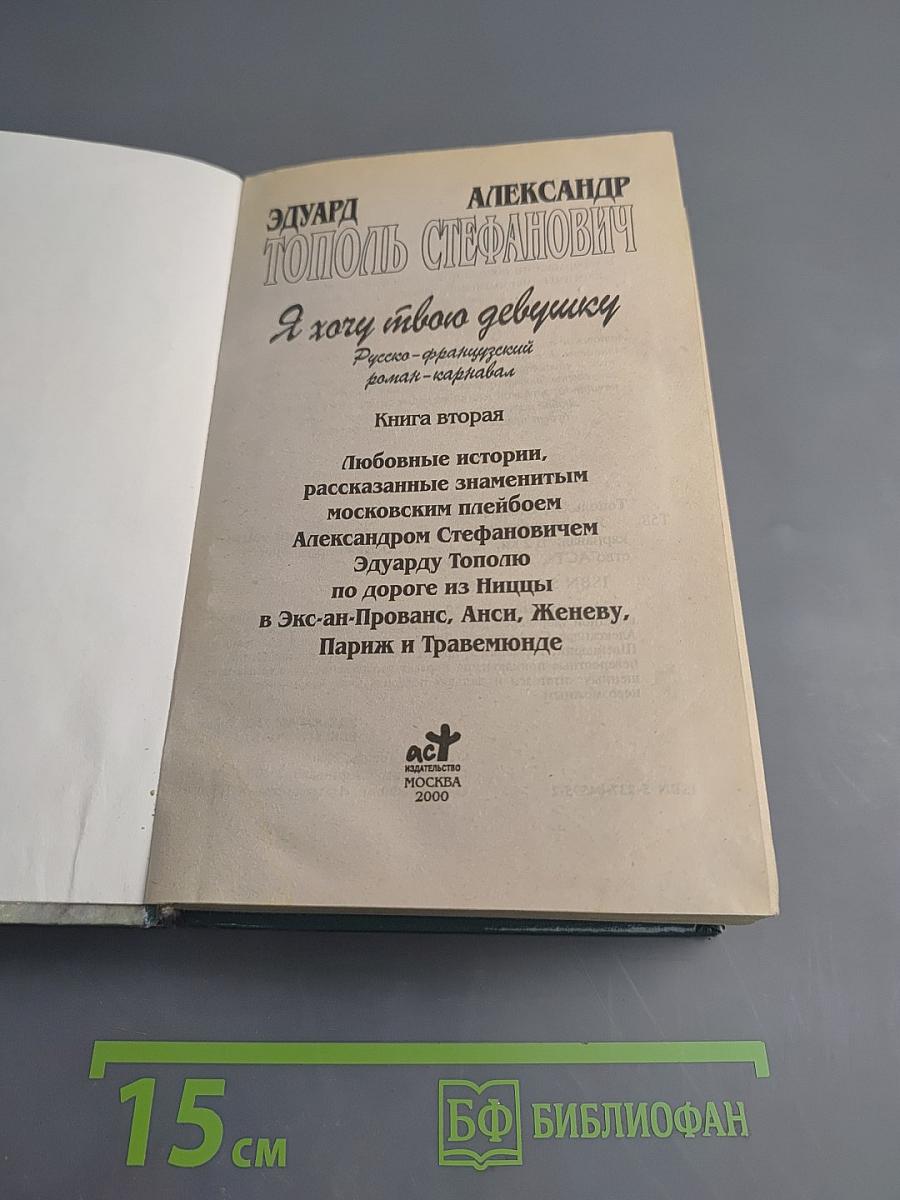 ЭДУАРД АЛЕКСАНДР
ТОПОЛЬ СТЕФАНОВИЧ
Я хочу твою девушку
Русско-французский
роман-карнавал
Книга вторая
Любовные истории,
рассказанные знаменитым
московским плейбоем
Александром Стефановичем
Эдуарду Тополю
по дороге из Ниццы
в Экс-ан-Прованс, Анси, Женеву,
Париж и Травемюнде
аст
ИЗДАТЕЛЬСТВО
МОСКВА
2000
15 см
БФ БИБЛИОФАН